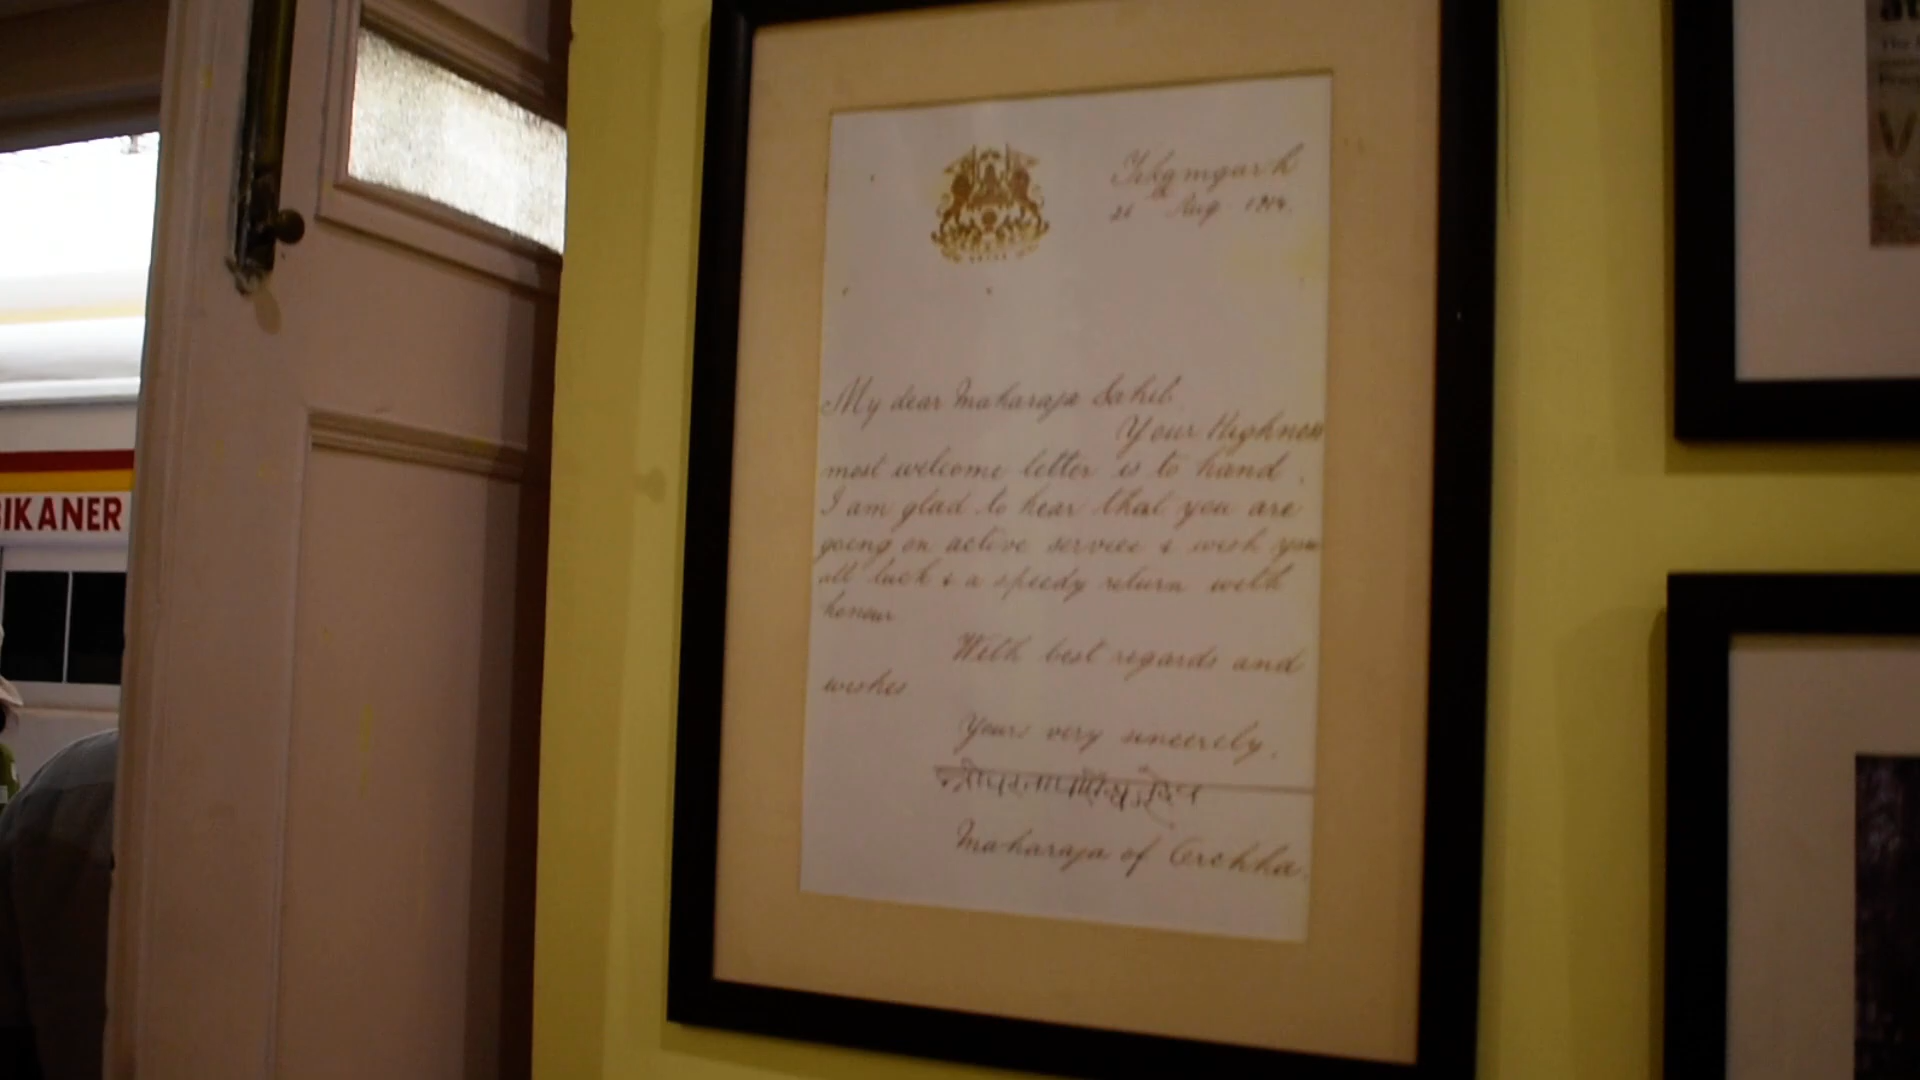 BIKANER
Tikamgarh
26th Aug 1914.
My dear Maharaja Sahib.
Your Highness
most welcome letter is to hand.
I am glad to hear that you are
going on active service & wish you
all luck & a speedy return with
honour
With best regards and
wishes
Yours very sincerely.
Maharaja of Orchha.